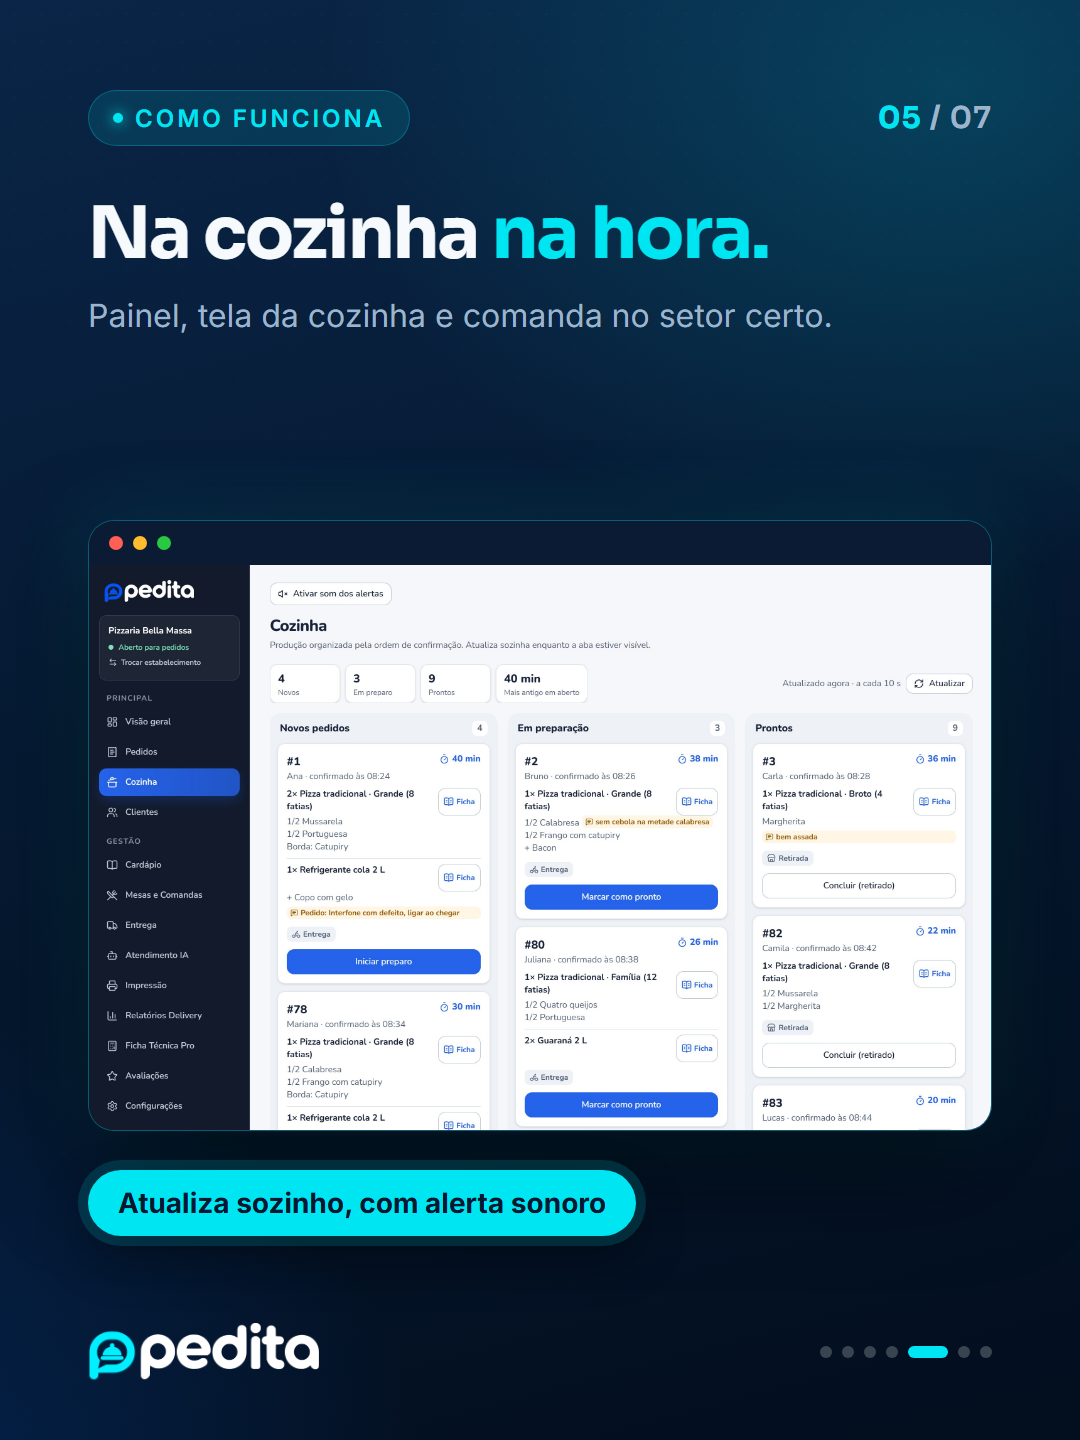 COMO FUNCIONA
05 / 07
Na cozinha na hora.
Painel, tela da cozinha e comanda no setor certo.
pedita
Pizzaria Bella Massa
Aberto para pedidos
Trocar estabelecimento
PRINCIPAL
Visão geral
Pedidos
Cozinha
Clientes
GESTÃO
Cardápio
Mesas e Comandas
Entrega
Atendimento IA
Impressão
Relatórios Delivery
Ficha Técnica Pro
Avaliações
Configurações
Ativar som dos alertas
Cozinha
Produção organizada pela ordem de confirmação. Atualiza sozinha enquanto a aba estiver visível.
4
Novos
3
Em preparo
9
Prontos
40 min
Mais antigo em aberto
Atualizado agora · a cada 10 s
Atualizar
Novos pedidos 4
#1 40 min
Ana · confirmado às 08:24
2× Pizza tradicional · Grande (8
fatias)
Ficha
1/2 Mussarela
1/2 Portuguesa
Borda: Catupiry
1× Refrigerante cola 2 L
Ficha
+ Copo com gelo
Pedido: Interfone com defeito, ligar ao chegar
Entrega
Iniciar preparo
#78 30 min
Mariana · confirmado às 08:34
1× Pizza tradicional · Grande (8
fatias)
Ficha
1/2 Calabresa
1/2 Frango com catupiry
Borda: Catupiry
1× Refrigerante cola 2 L
Ficha
Em preparação 3
#2 38 min
Bruno · confirmado às 08:26
1× Pizza tradicional · Grande (8
fatias)
Ficha
1/2 Calabresa sem cebola na metade calabresa
1/2 Frango com catupiry
+ Bacon
Entrega
Marcar como pronto
#80 26 min
Juliana · confirmado às 08:38
1× Pizza tradicional · Família (12
fatias)
Ficha
1/2 Quatro queijos
1/2 Portuguesa
2× Guaraná 2 L
Ficha
Entrega
Marcar como pronto
Prontos 9
#3 36 min
Carla · confirmado às 08:28
1× Pizza tradicional · Broto (4
fatias)
Ficha
Margherita
bem assada
Retirada
Concluir (retirado)
#82 22 min
Camila · confirmado às 08:42
1× Pizza tradicional · Grande (8
fatias)
Ficha
1/2 Mussarela
1/2 Margherita
Retirada
Concluir (retirado)
#83 20 min
Lucas · confirmado às 08:44
Atualiza sozinho, com alerta sonoro
pedita